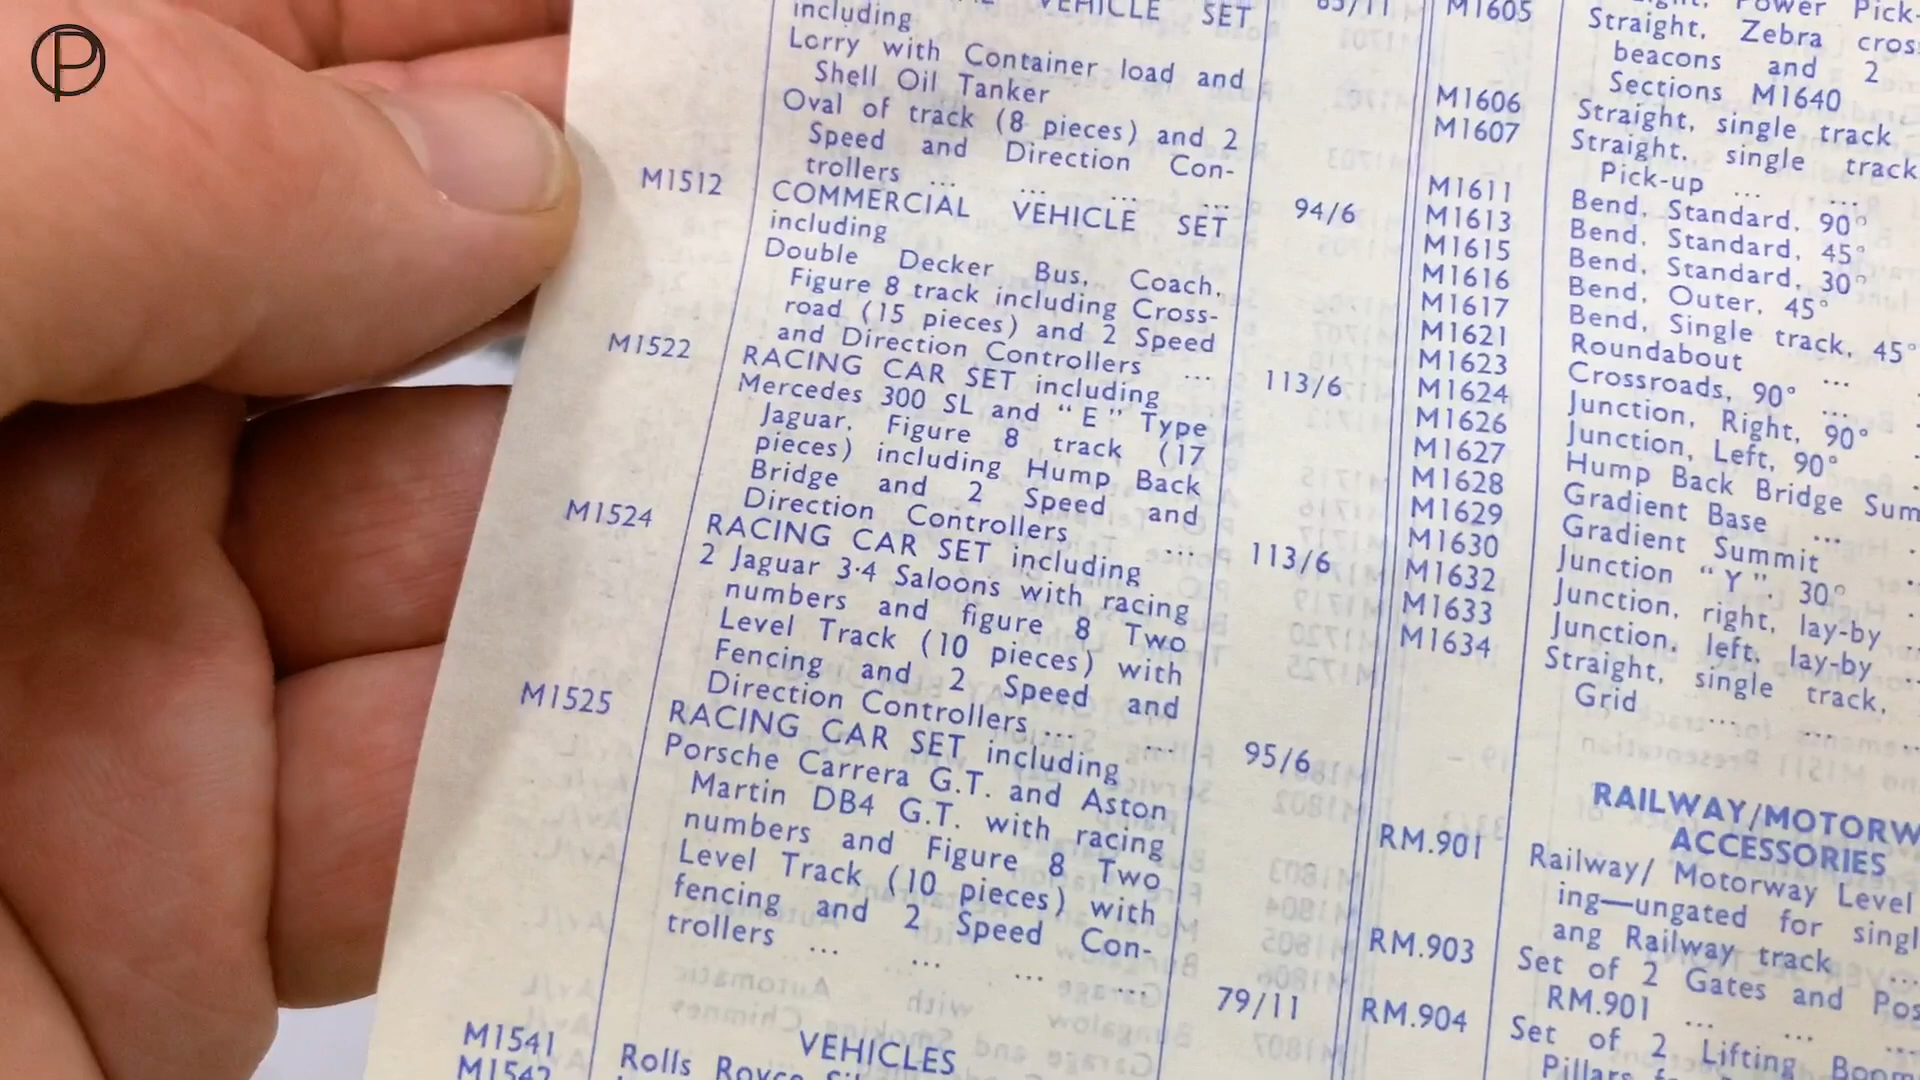 VEHICLE SET
including
Lorry with Container load and
Shell Oil Tanker
Oval of track (8 pieces) and 2
Speed and Direction Con-
trollers ... ... ... 94/6
M1512 COMMERCIAL VEHICLE SET
including
Double Decker Bus, Coach,
Figure 8 track including Cross-
road (15 pieces) and 2 Speed
and Direction Controllers ... 113/6
M1522 RACING CAR SET including
Mercedes 300 SL and "E" Type
Jaguar, Figure 8 track (17
pieces) including Hump Back
Bridge and 2 Speed and
Direction Controllers ... 113/6
M1524 RACING CAR SET including
2 Jaguar 3·4 Saloons with racing
numbers and figure 8 Two
Level Track (10 pieces) with
Fencing and 2 Speed and
Direction Controllers ... ... 95/6
M1525 RACING CAR SET including
Porsche Carrera G.T. and Aston
Martin DB4 G.T. with racing
numbers and Figure 8 Two
Level Track (10 pieces) with
fencing and 2 Speed Con-
trollers ... ... ... ... 79/11
VEHICLES
M1541 Rolls Royce
M1542
M1605 Power Pick-
Straight, Zebra
beacons and 2
Sections M1640
M1606 Straight, single track
M1607 Straight, single track
Pick-up ... ...
M1611 Bend, Standard, 90°
M1613 Bend, Standard, 45°
M1615 Bend, Standard, 30°
M1616 Bend, Outer, 45°
M1617 Bend, Single track, 45°
M1621 Roundabout ...
M1623 Crossroads, 90° ...
M1624 Junction, Right, 90°
M1626 Junction, Left, 90°
M1627 Hump Back Bridge
M1628 Gradient Base ...
M1629 Gradient Summit
M1630 Junction "Y", 30°
M1632 Junction, right, lay-by
M1633 Junction, left, lay-by
M1634 Straight, single track,
Grid ... ...
RAILWAY/MOTORW
ACCESSORIES
RM.901 Railway/ Motorway Level
ing—ungated for
ang Railway track ...
RM.903 Set of 2 Gates and
RM.901 ... ...
RM.904 Set of 2 Lifting
Pillars